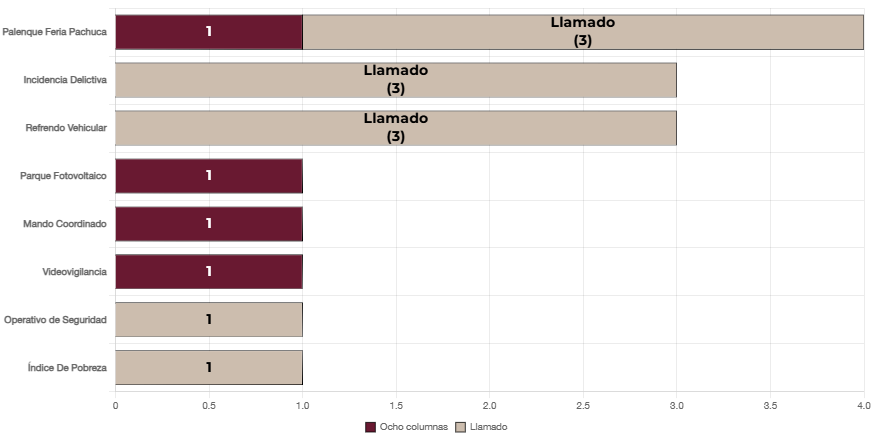 Palenque Feria Pachuca
1
Llamado
(3)
Incidencia Delictiva
Llamado
(3)
Refrendo Vehicular
Llamado
(3)
Parque Fotovoltaico
1
Mando Coordinado
1
Videovigilancia
1
Operativo de Seguridad
1
Índice De Pobreza
1
0 0.5 1.0 1.5 2.0 2.5 3.0 3.5 4.0
Ocho columnas Llamado